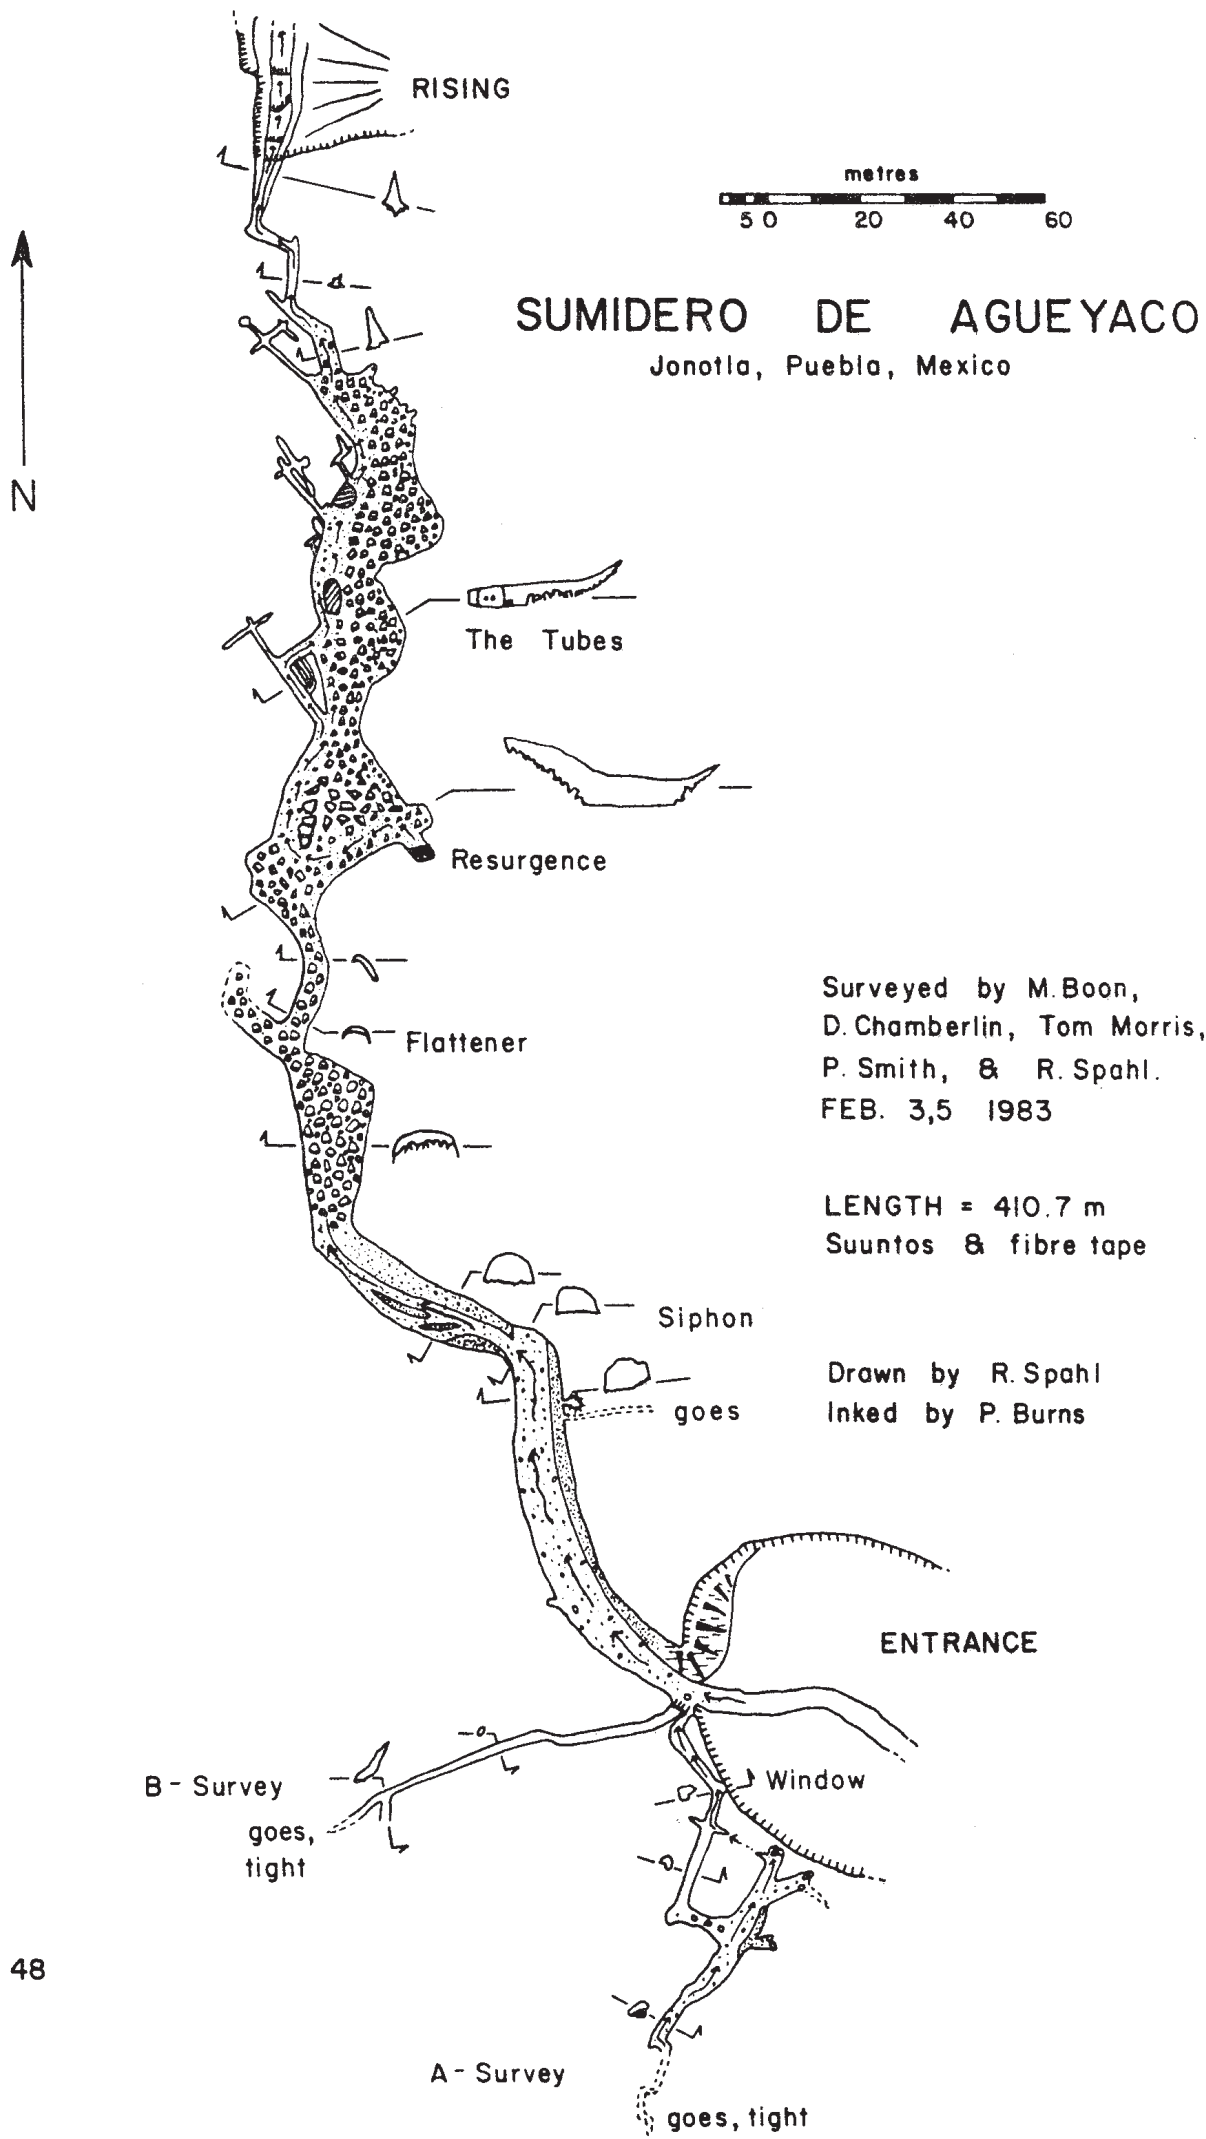 RISING
metres
5 0 20 40 60
SUMIDERO DE AGUEYACO
Jonotla, Puebla, Mexico
N
The Tubes
Resurgence
Surveyed by M. Boon,
D. Chamberlin, Tom Morris,
P. Smith, & R. Spahl.
FEB. 3,5 1983
Flattener
LENGTH = 410.7 m
Suuntos & fibre tape
Siphon
Drawn by R. Spahl
Inked by P. Burns
goes
ENTRANCE
Window
B - Survey
goes,
tight
48
A - Survey
goes, tight